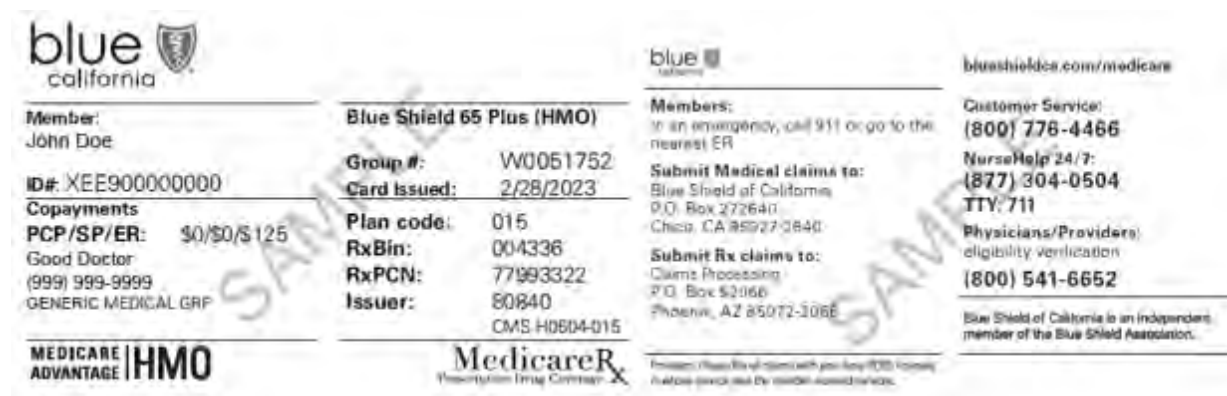 blue
california
Member:
John Doe
ID#: XEE900000000
Copayments
PCP/SP/ER: $0/$0/$125
Good Doctor
(999) 999-9999
GENERIC MEDICAL GRP
MEDICARE
ADVANTAGE HMO
Blue Shield 65 Plus (HMO)
Group #: W0051752
Card Issued: 2/28/2023
Plan code: 015
RxBin: 004336
RxPCN: 77993322
Issuer: 80840
CMS H0504-015
MedicareRx
Prescription Drug Coverage
SAMPLE
blue
california
Members:
In an emergency, call 911 or go to the
nearest ER
Submit Medical claims to:
Blue Shield of California
P.O. Box 272640
Chico, CA 95927-2640
Submit Rx claims to:
Claims Processing
P.O. Box 52066
Phoenix, AZ 85072-2066
blueshieldca.com/medicare
Customer Service:
(800) 776-4466
NurseHelp 24/7:
(877) 304-0504
TTY: 711
Physicians/Providers:
eligibility verification
(800) 541-6652
Blue Shield of California is an independent
member of the Blue Shield Association.
SAMPLE